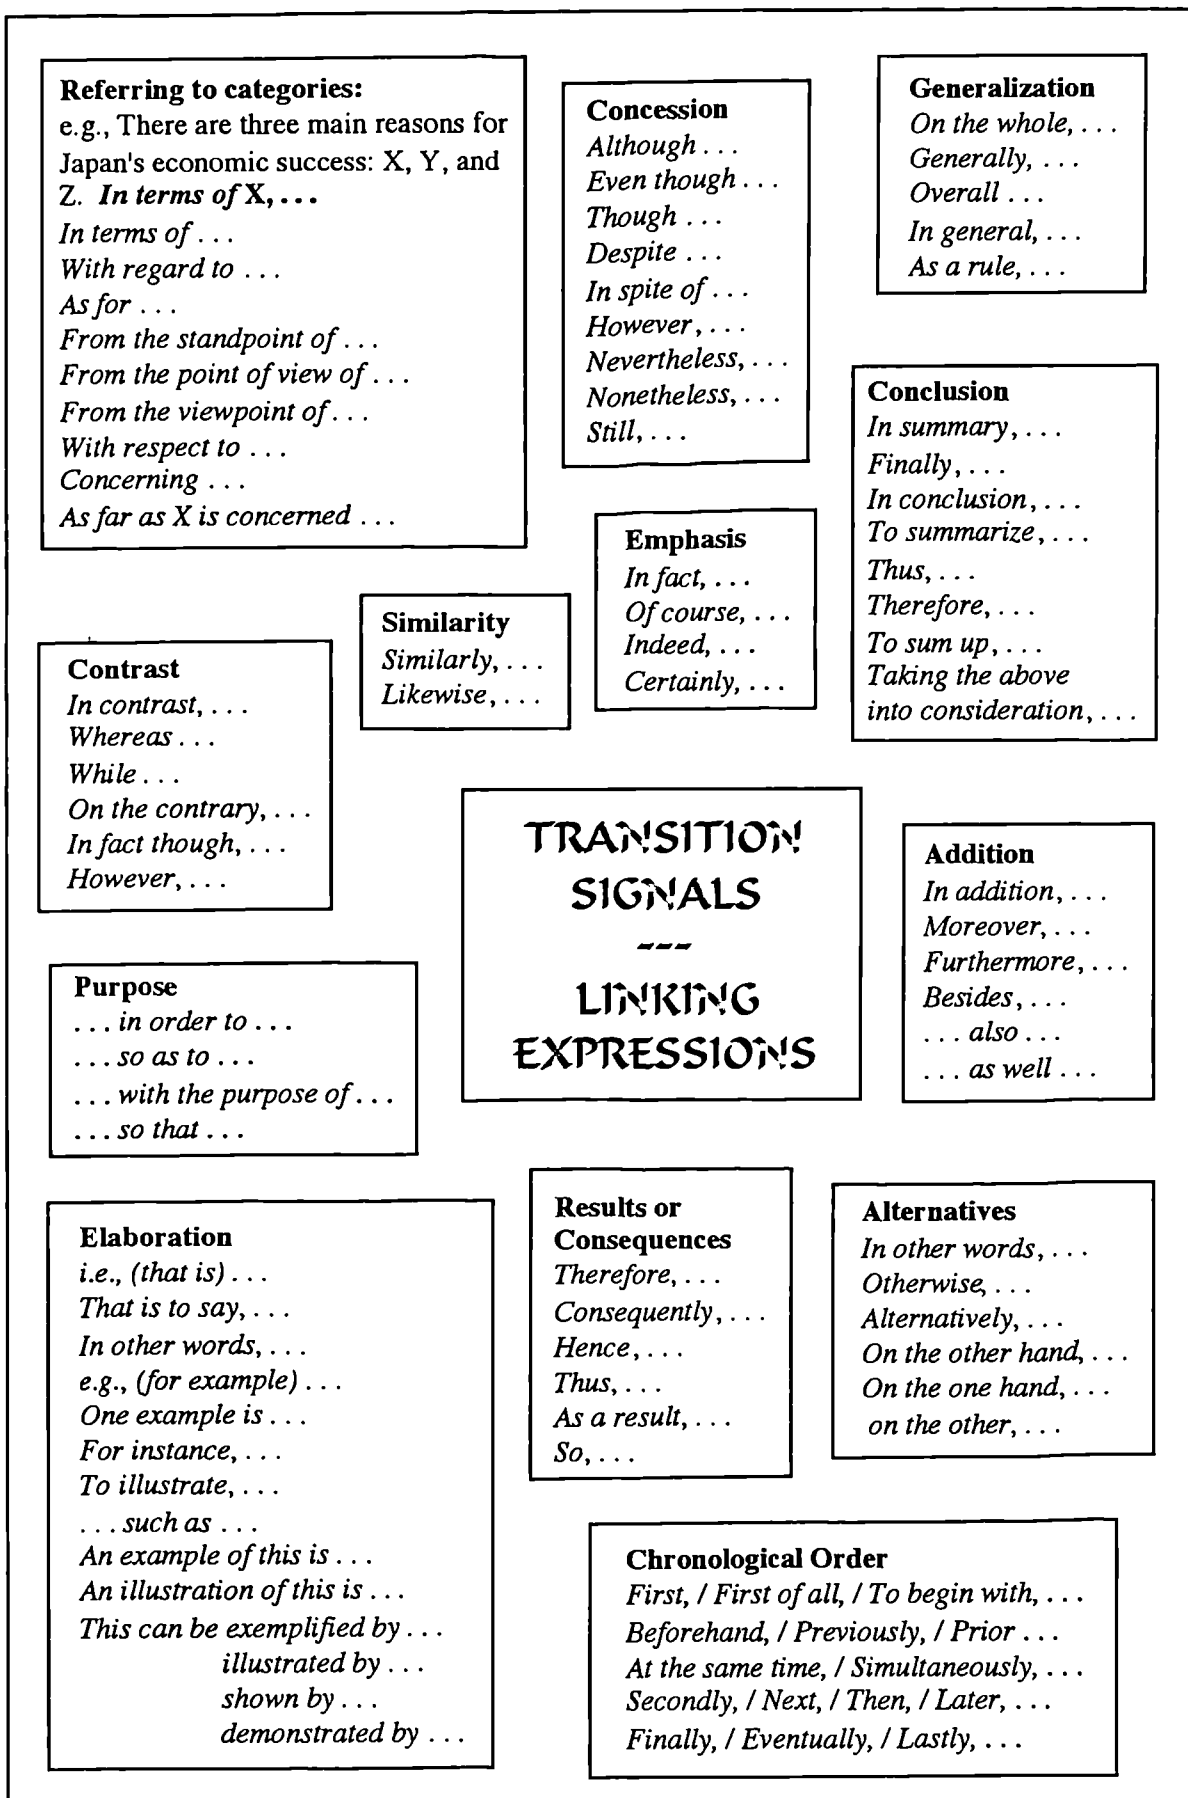 Referring to categories:
e.g., There are three main reasons for
Japan's economic success: X, Y, and
Z. In terms of X, . . .
In terms of . . .
With regard to . . .
As for . . .
From the standpoint of . . .
From the point of view of . . .
From the viewpoint of . . .
With respect to . . .
Concerning . . .
As far as X is concerned . . .
Concession
Although . . .
Even though . . .
Though . . .
Despite . . .
In spite of . . .
However, . . .
Nevertheless, . . .
Nonetheless, . . .
Still, . . .
Generalization
On the whole, . . .
Generally, . . .
Overall . . .
In general, . . .
As a rule, . . .
Conclusion
In summary, . . .
Finally, . . .
In conclusion, . . .
To summarize, . . .
Thus, . . .
Therefore, . . .
To sum up, . . .
Taking the above
into consideration, . . .
Emphasis
In fact, . . .
Of course, . . .
Indeed, . . .
Certainly, . . .
Similarity
Similarly, . . .
Likewise, . . .
Contrast
In contrast, . . .
Whereas . . .
While . . .
On the contrary, . . .
In fact though, . . .
However, . . .
TRANSITION
SIGNALS
---
LINKING
EXPRESSIONS
Addition
In addition, . . .
Moreover, . . .
Furthermore, . . .
Besides, . . .
. . . also . . .
. . . as well . . .
Purpose
. . . in order to . . .
. . . so as to . . .
. . . with the purpose of . . .
. . . so that . . .
Elaboration
i.e., (that is) . . .
That is to say, . . .
In other words, . . .
e.g., (for example) . . .
One example is . . .
For instance, . . .
To illustrate, . . .
. . . such as . . .
An example of this is . . .
An illustration of this is . . .
This can be exemplified by . . .
illustrated by . . .
shown by . . .
demonstrated by . . .
Results or
Consequences
Therefore, . . .
Consequently, . . .
Hence, . . .
Thus, . . .
As a result, . . .
So, . . .
Alternatives
In other words, . . .
Otherwise, . . .
Alternatively, . . .
On the other hand, . . .
On the one hand, . . .
on the other, . . .
Chronological Order
First, / First of all, / To begin with, . . .
Beforehand, / Previously, / Prior . . .
At the same time, / Simultaneously, . . .
Secondly, / Next, / Then, / Later, . . .
Finally, / Eventually, / Lastly, . . .